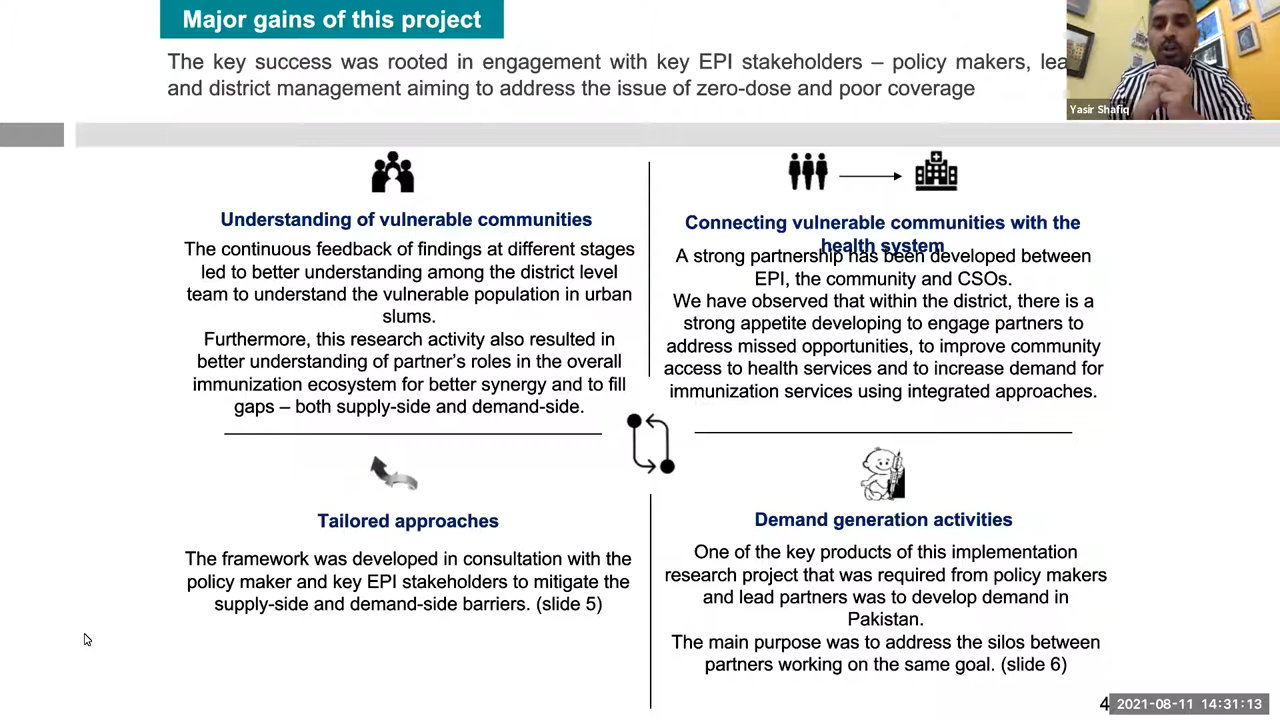 Major gains of this project
The key success was rooted in engagement with key EPI stakeholders – policy makers,
and district management aiming to address the issue of zero-dose and poor coverage
Yasir Shafiq
Understanding of vulnerable communities
The continuous feedback of findings at different stages
led to better understanding among the district level
team to understand the vulnerable population in urban
slums.
Furthermore, this research activity also resulted in
better understanding of partner's roles in the overall
immunization ecosystem for better synergy and to fill
gaps – both supply-side and demand-side.
Connecting vulnerable communities with the
health system
A strong partnership has been developed between
EPI, the community and CSOs.
We have observed that within the district, there is a
strong appetite developing to engage partners to
address missed opportunities, to improve community
access to health services and to increase demand for
immunization services using integrated approaches.
Tailored approaches
The framework was developed in consultation with the
policy maker and key EPI stakeholders to mitigate the
supply-side and demand-side barriers. (slide 5)
Demand generation activities
One of the key products of this implementation
research project that was required from policy makers
and lead partners was to develop demand in
Pakistan.
The main purpose was to address the silos between
partners working on the same goal. (slide 6)
4
2021-08-11 14:31:13